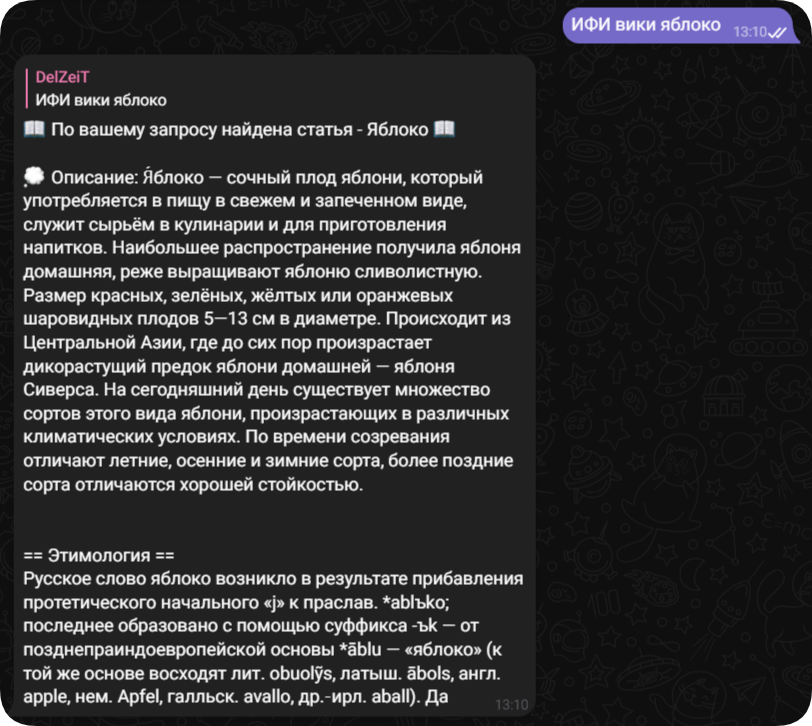 ИФИ вики яблоко
13:10
DelZeiT
ИФИ вики яблоко
📖 По вашему запросу найдена статья - Яблоко 📖
💭 Описание: Я́блоко — сочный плод яблони, который
употребляется в пищу в свежем и запеченном виде,
служит сырьём в кулинарии и для приготовления
напитков. Наибольшее распространение получила яблоня
домашняя, реже выращивают яблоню сливолистную.
Размер красных, зелёных, жёлтых или оранжевых
шаровидных плодов 5—13 см в диаметре. Происходит из
Центральной Азии, где до сих пор произрастает
дикорастущий предок яблони домашней — яблоня
Сиверса. На сегодняшний день существует множество
сортов этого вида яблони, произрастающих в различных
климатических условиях. По времени созревания
отличают летние, осенние и зимние сорта, более поздние
сорта отличаются хорошей стойкостью.
== Этимология ==
Русское слово яблоко возникло в результате прибавления
протетического начального «j» к праслав. *ablъko;
последнее образовано с помощью суффикса -ъk — от
позднепраиндоевропейской основы *āblu — «яблоко» (к
той же основе восходят лит. obuolỹs, латыш. ābols, англ.
apple, нем. Apfel, галльск. avallo, др.-ирл. aball). Да
13:10